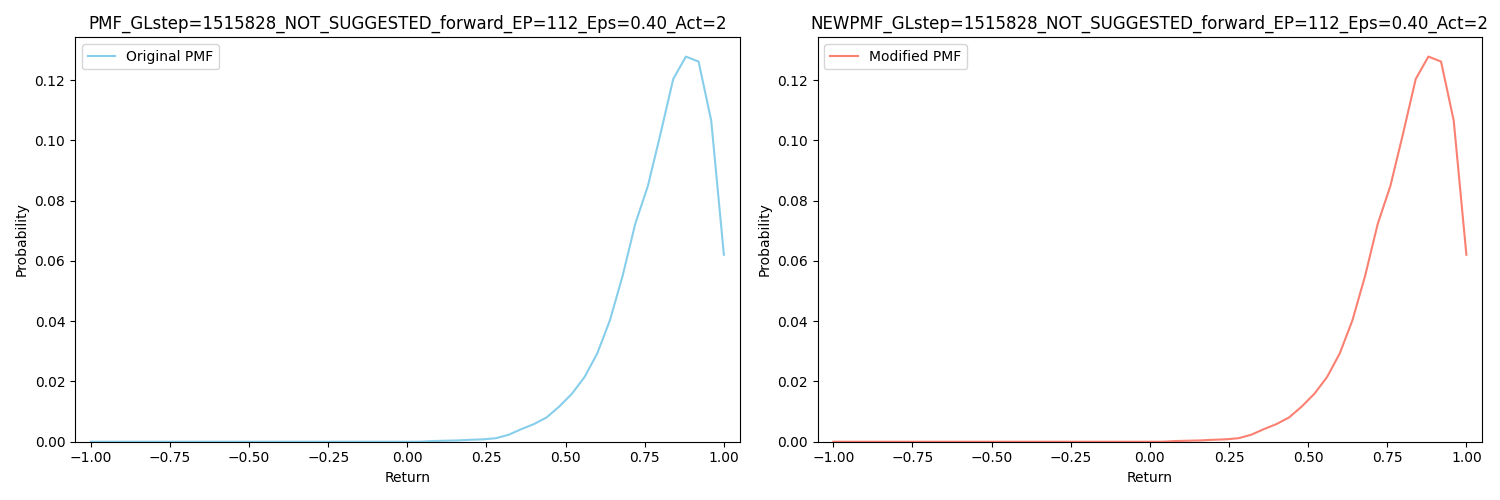 PMF_GLstep=1515828_NOT_SUGGESTED_forward_EP=112_Eps=0.40_Act=2
Original PMF
Probability
0.12
0.10
0.08
0.06
0.04
0.02
0.00
−1.00 −0.75 −0.50 −0.25 0.00 0.25 0.50 0.75 1.00
Return
NEWPMF_GLstep=1515828_NOT_SUGGESTED_forward_EP=112_Eps=0.40_Act=2
Modified PMF
Probability
0.12
0.10
0.08
0.06
0.04
0.02
0.00
−1.00 −0.75 −0.50 −0.25 0.00 0.25 0.50 0.75 1.00
Return